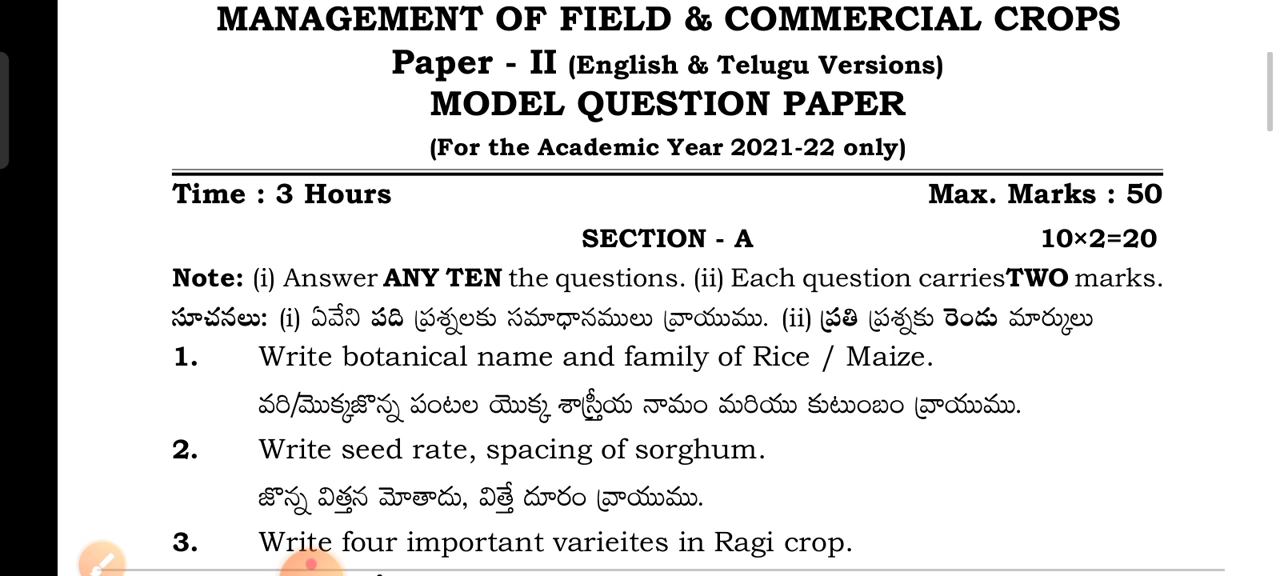 MANAGEMENT OF FIELD & COMMERCIAL CROPS
Paper - II (English & Telugu Versions)
MODEL QUESTION PAPER
(For the Academic Year 2021-22 only)
Time : 3 Hours Max. Marks : 50
SECTION - A 10×2=20
Note: (i) Answer ANY TEN the questions. (ii) Each question carriesTWO marks.
సూచనలు: (i) ఏవేని పది ప్రశ్నలకు సమాధానములు వ్రాయుము. (ii) ప్రతి ప్రశ్నకు రెండు మార్కులు
1. Write botanical name and family of Rice / Maize.
వరి/మొక్కజొన్న పంటల యొక్క శాస్త్రీయ నామం మరియు కుటుంబం వ్రాయుము.
2. Write seed rate, spacing of sorghum.
జొన్న విత్తన మోతాదు, విత్తే దూరం వ్రాయుము.
3. Write four important varieites in Ragi crop.